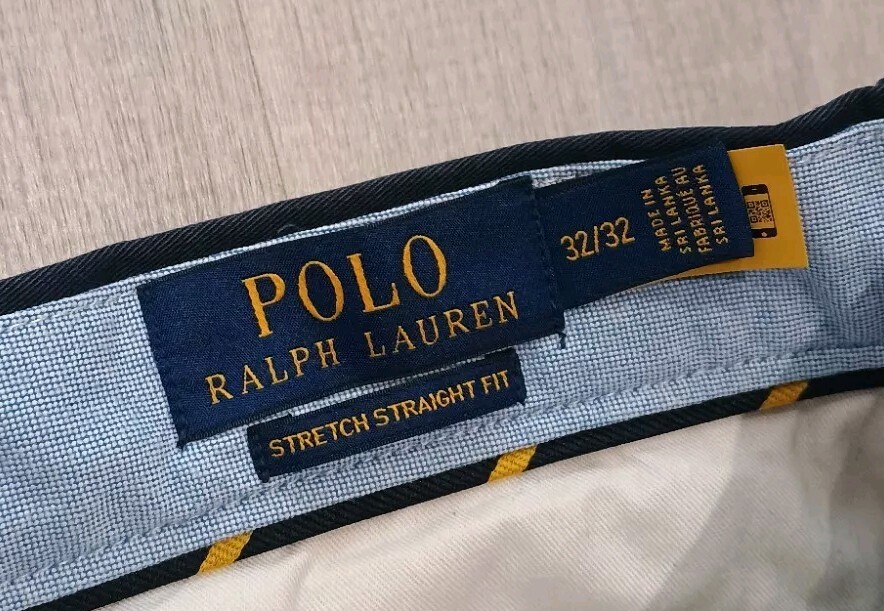 POLO
RALPH LAUREN
STRETCH STRAIGHT FIT
32/32
MADE IN
SRI LANKA
FABRIQUÉ AU
SRI LANKA